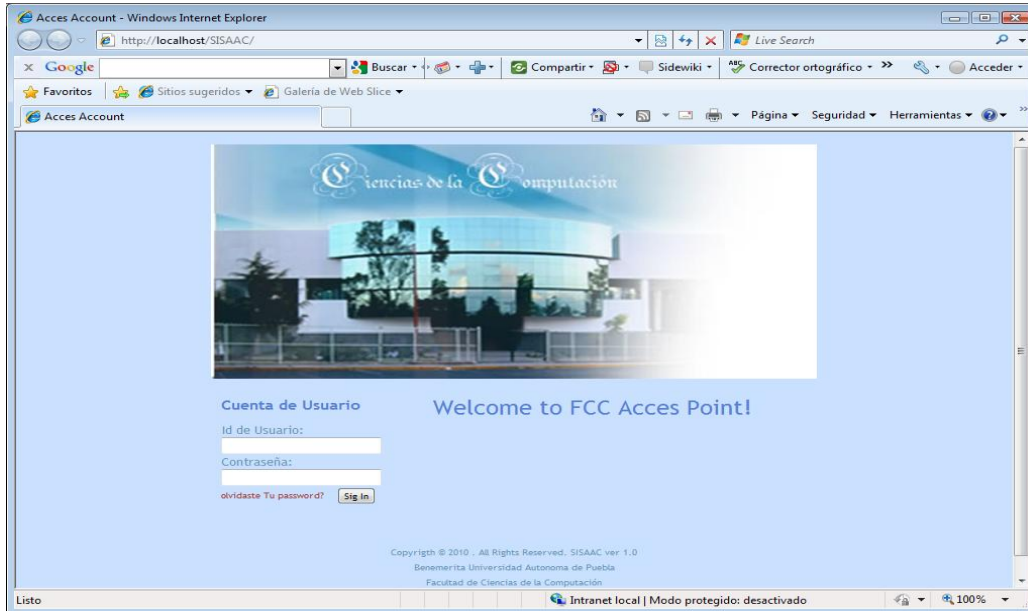 Acces Account - Windows Internet Explorer
http://localhost/SISAAC/
Live Search
x Google
Buscar
Compartir
Sidewiki
ABC Corrector ortográfico
>>
Acceder
Favoritos
Sitios sugeridos
Galería de Web Slice
Acces Account
Página
Seguridad
Herramientas
>>
Ciencias de la Computación
Cuenta de Usuario
Welcome to FCC Acces Point!
Id de Usuario:
Contraseña:
olvidaste Tu password?
Sig In
Copyrigth © 2010 . All Rights Reserved. SISAAC ver 1.0
Benemerita Universidad Autonoma de Puebla
Facultad de Ciencias de la Computación
Listo
Intranet local | Modo protegido: desactivado
100%